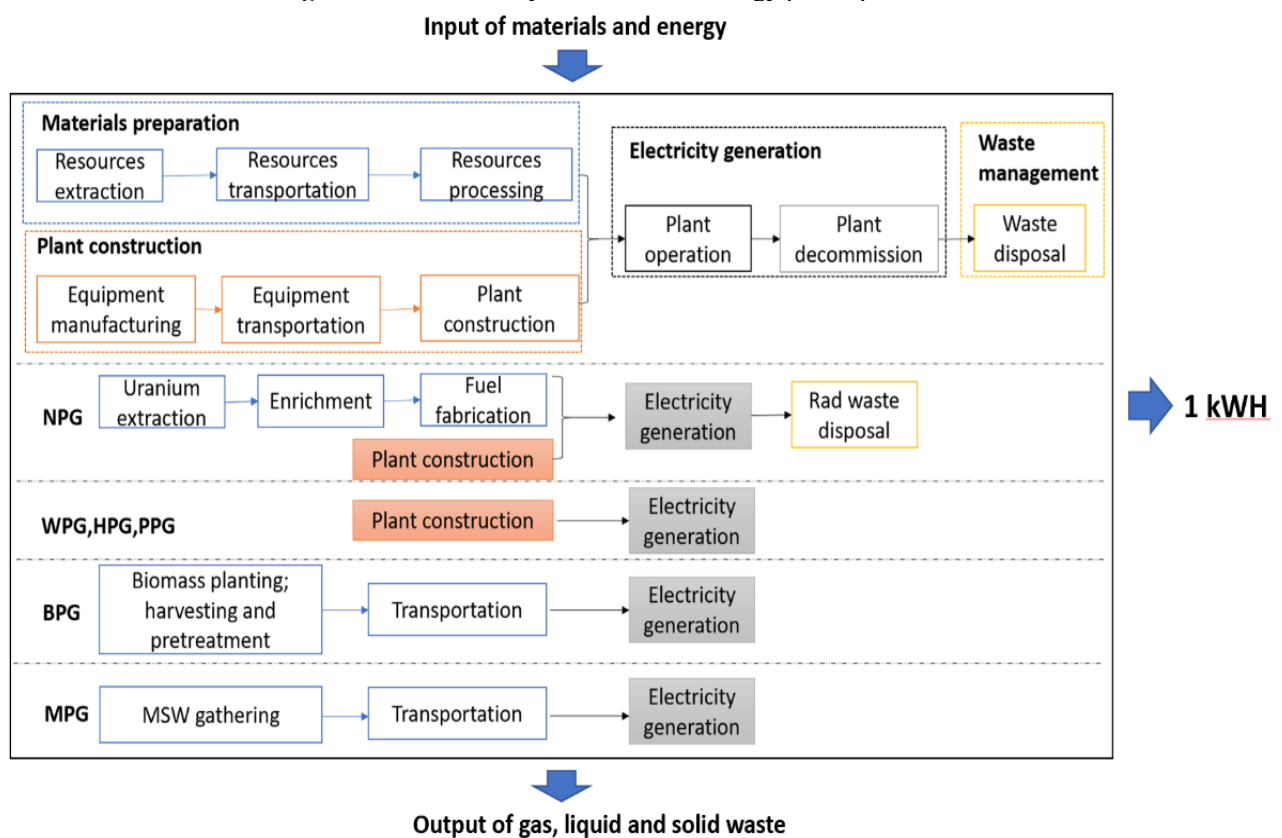 Input of materials and energy
Materials preparation
Resources
extraction
Resources
transportation
Resources
processing
Plant construction
Equipment
manufacturing
Equipment
transportation
Plant
construction
Electricity generation
Plant
operation
Plant
decommission
Waste
management
Waste
disposal
NPG
Uranium
extraction
Enrichment
Fuel
fabrication
Plant construction
Electricity
generation
Rad waste
disposal
1 kWH
WPG,HPG,PPG
Plant construction
Electricity
generation
BPG
Biomass planting;
harvesting and
pretreatment
Transportation
Electricity
generation
MPG
MSW gathering
Transportation
Electricity
generation
Output of gas, liquid and solid waste